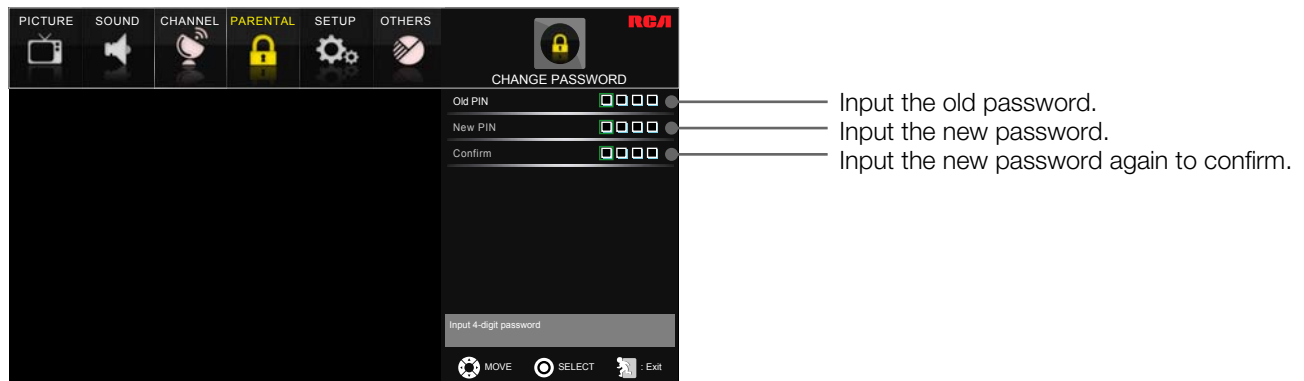 PICTURE SOUND CHANNEL PARENTAL SETUP OTHERS
RCA
CHANGE PASSWORD
Old PIN
Input the old password.
New PIN
Input the new password.
Confirm
Input the new password again to confirm.
Input 4-digit password
MOVE SELECT : Exit